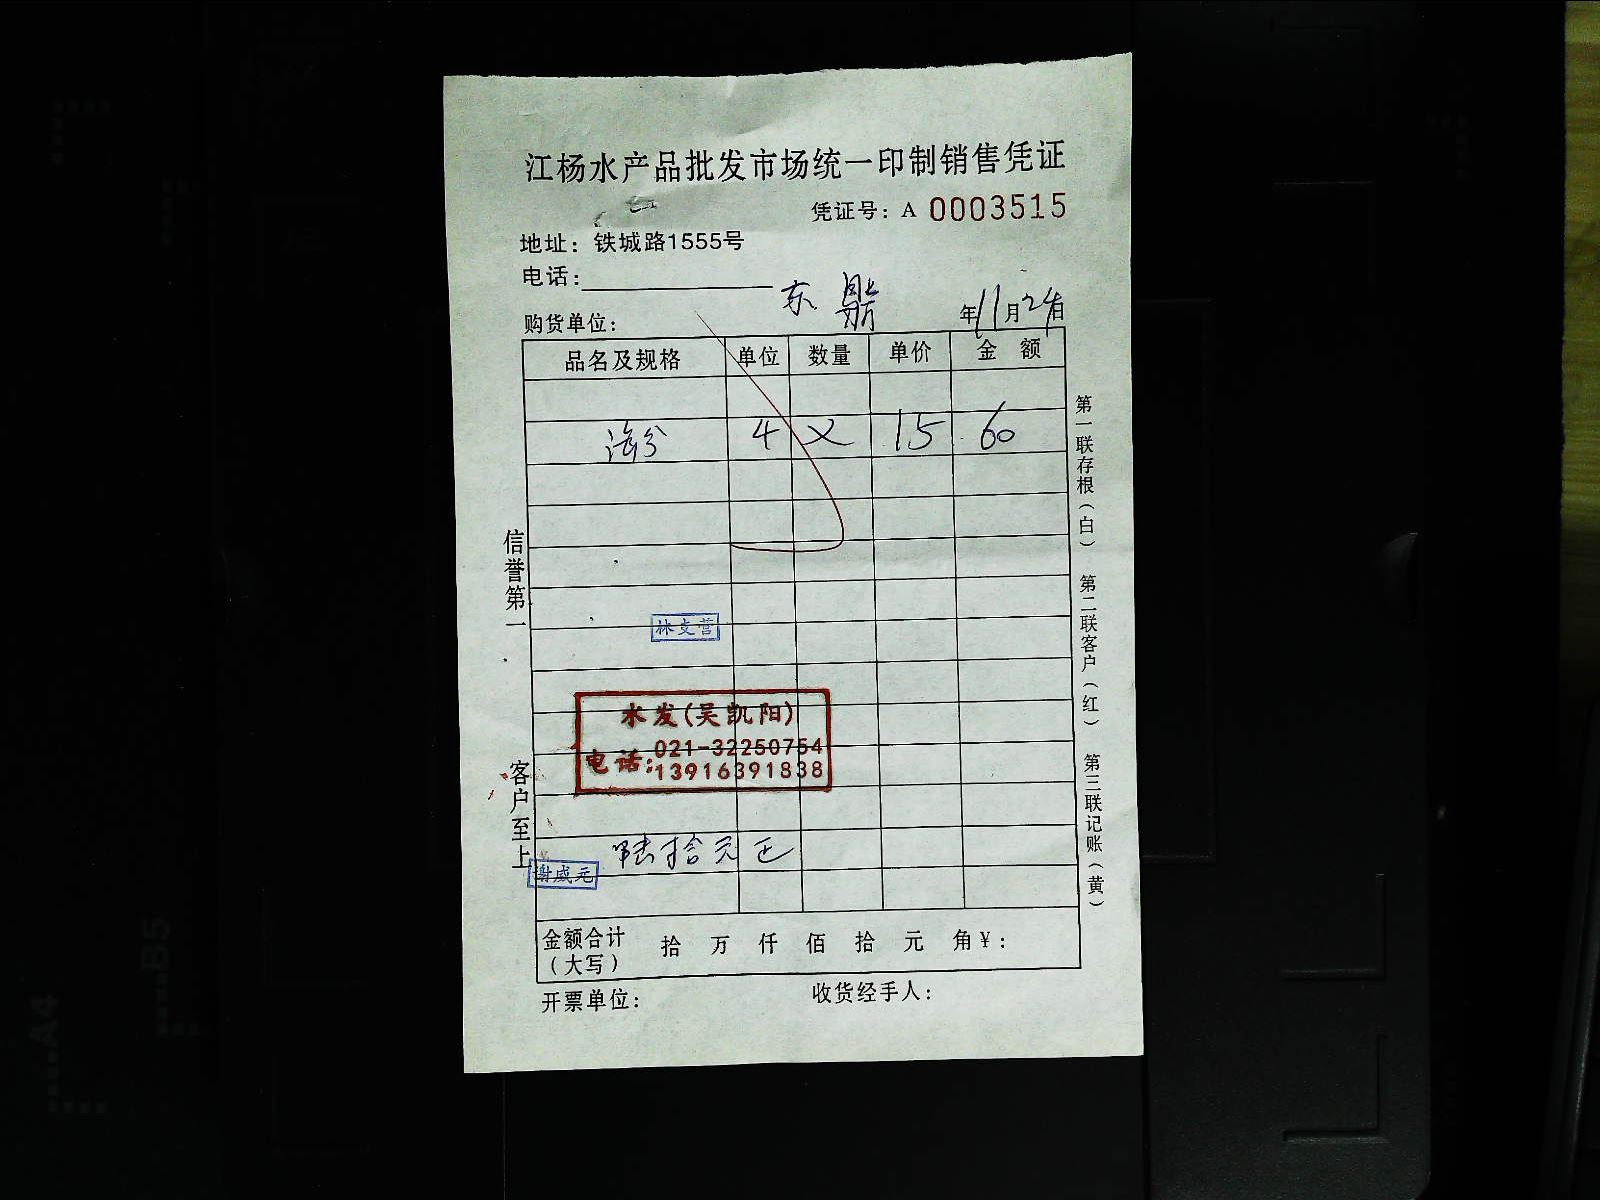 江杨水产品批发市场统一印制销售凭证
凭证号：A 0003515
地址：铁城路1555号
电话：
东鼎
购货单位：
年11月24日
品名及规格 单位 数量 单价 金额
4 15 60
水发(吴凯阳)
电话：021-32250754
13916391838
陆拾元正
谢威元
金额合计（大写） 拾 万 仟 佰 拾 元 角￥：
开票单位： 收货经手人：
信誉第一
客户至上
第一联存根（白） 第二联客户（红） 第三联记账（黄）